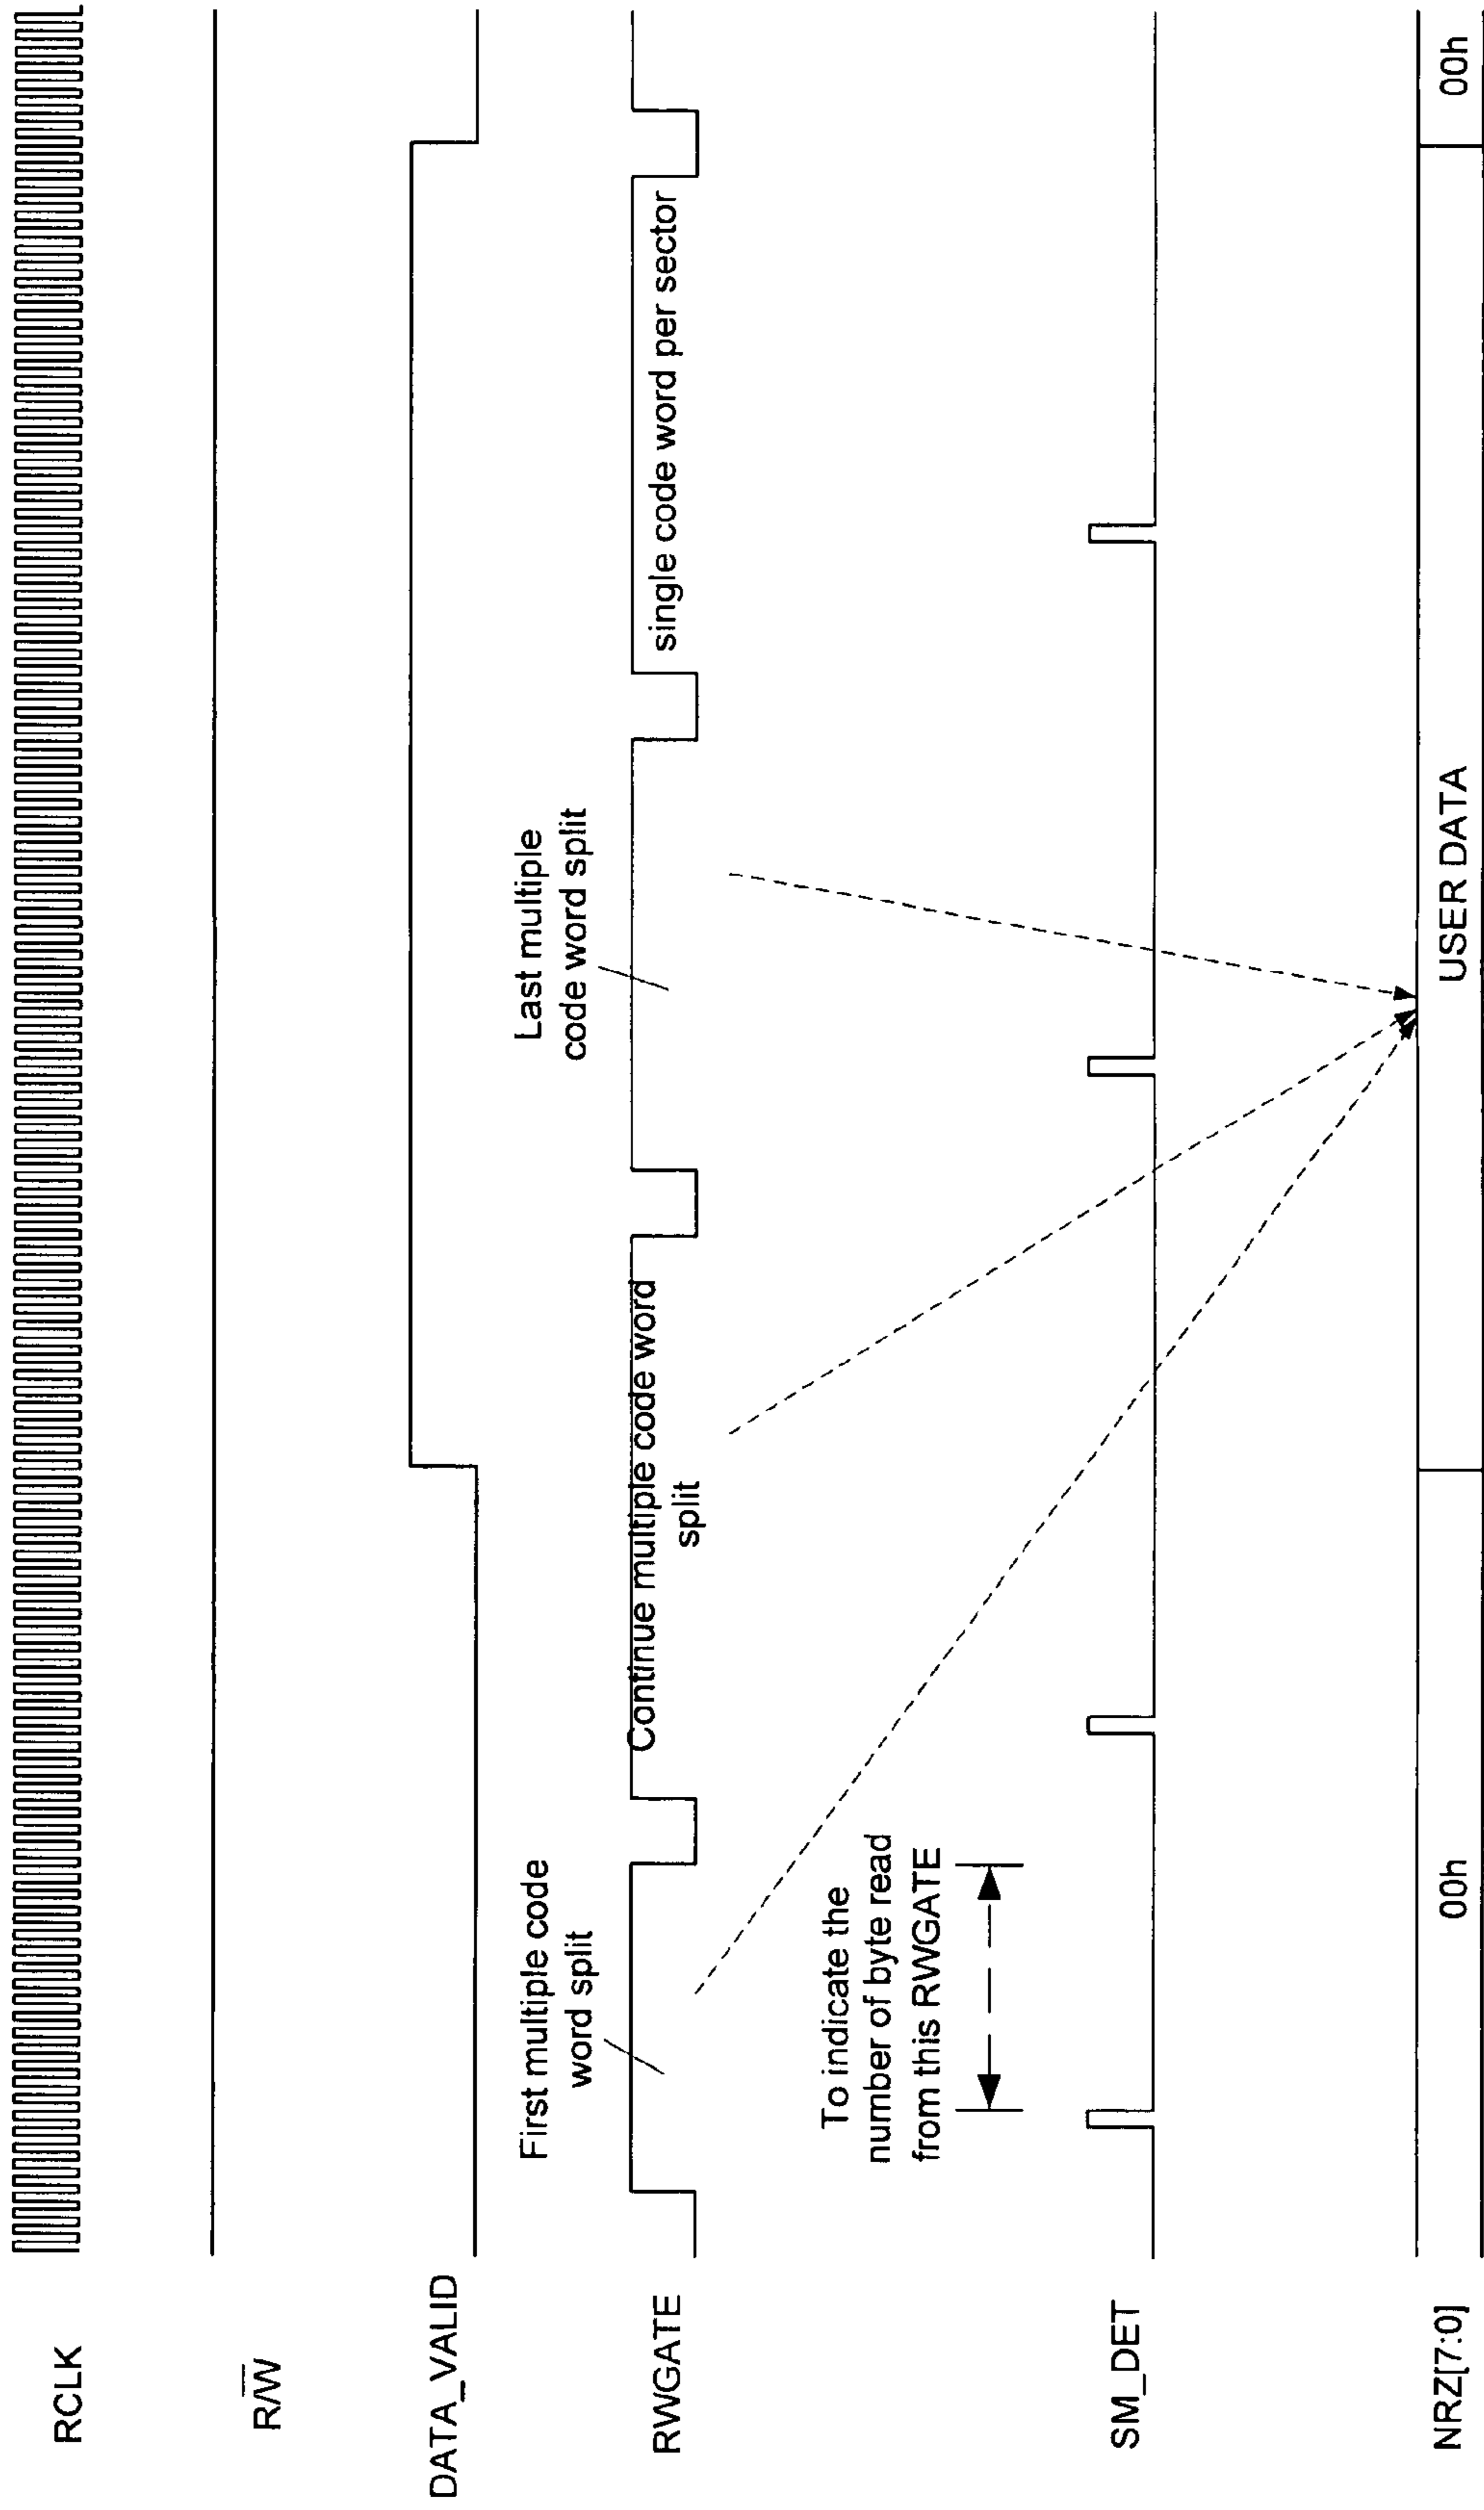 RCLK
R/W̅
DATA_VALID
First multiple code
word split
Last multiple
code word split
RWGATE
Continue multiple code word
split
single code word per sector
To indicate the
number of byte read
from this RWGATE
SM_DET
NRZ[7:0]
00h
USER DATA
00h